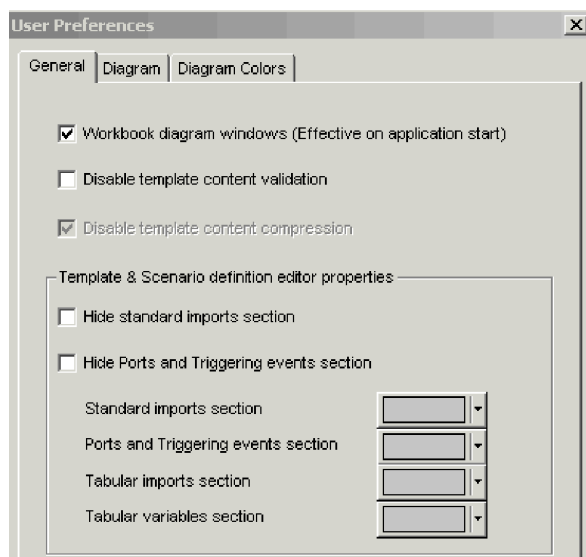 User Preferences
General Diagram Diagram Colors
Workbook diagram windows (Effective on application start)
Disable template content validation
Disable template content compression
Template & Scenario definition editor properties
Hide standard imports section
Hide Ports and Triggering events section
Standard imports section
Ports and Triggering events section
Tabular imports section
Tabular variables section